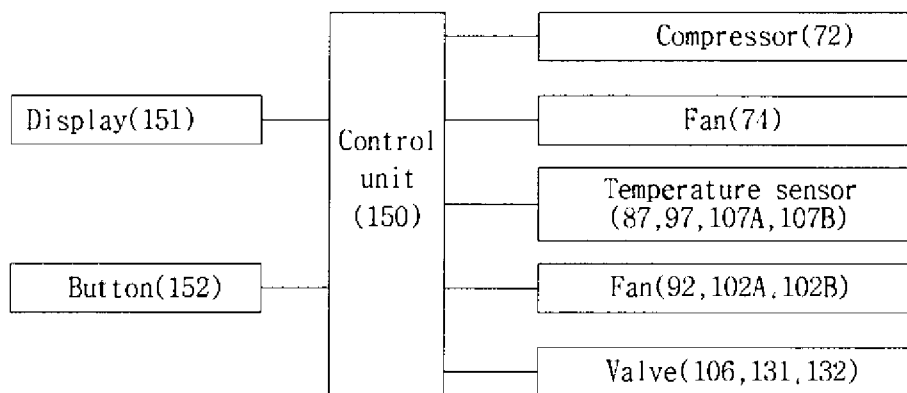 Compressor(72)
Display(151)
Fan(74)
Control
unit
(150)
Temperature sensor
(87,97,107A,107B)
Button(152)
Fan(92,102A,102B)
Valve(106,131,132)